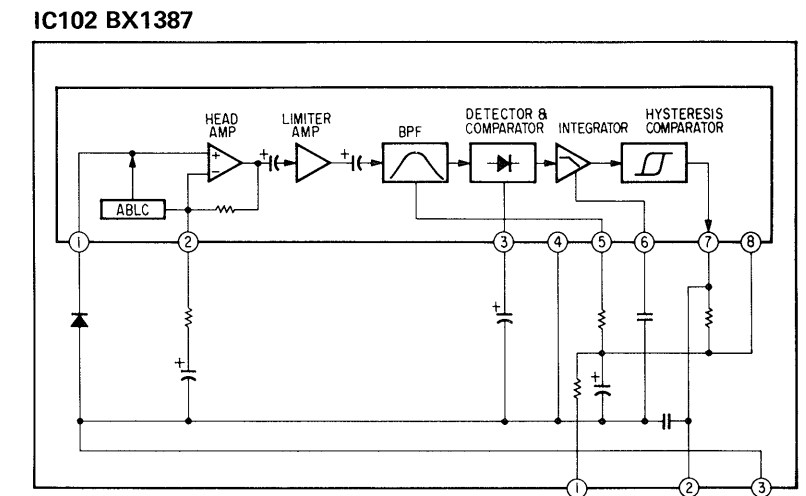 IC102 BX1387
HEAD
AMP
LIMITER
AMP
BPF
DETECTOR &
COMPARATOR
INTEGRATOR
HYSTERESIS
COMPARATOR
+
−
+
+
ABLC
1 2 3 4 5 6 7 8
+
+
+
1 2 3